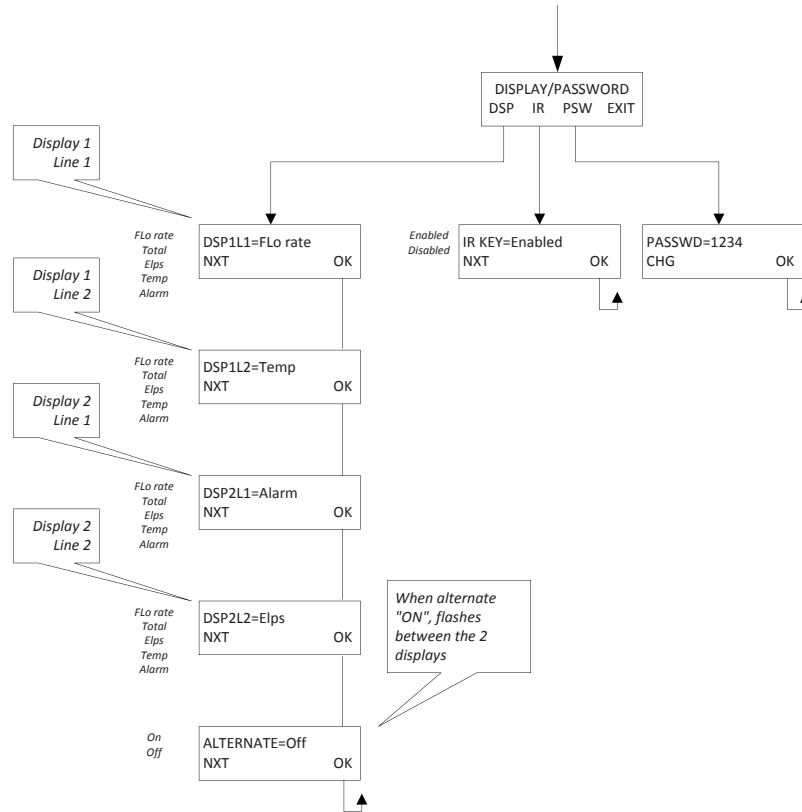 DISPLAY/PASSWORD
DSP IR PSW EXIT
Display 1
Line 1
FLo rate
Total
Elps
Temp
Alarm
DSP1L1=FLo rate
NXT OK
Enabled
Disabled
IR KEY=Enabled
NXT OK
PASSWD=1234
CHG OK
Display 1
Line 2
FLo rate
Total
Elps
Temp
Alarm
DSP1L2=Temp
NXT OK
Display 2
Line 1
FLo rate
Total
Elps
Temp
Alarm
DSP2L1=Alarm
NXT OK
Display 2
Line 2
FLo rate
Total
Elps
Temp
Alarm
DSP2L2=Elps
NXT OK
When alternate
"ON", flashes
between the 2
displays
On
Off
ALTERNATE=Off
NXT OK